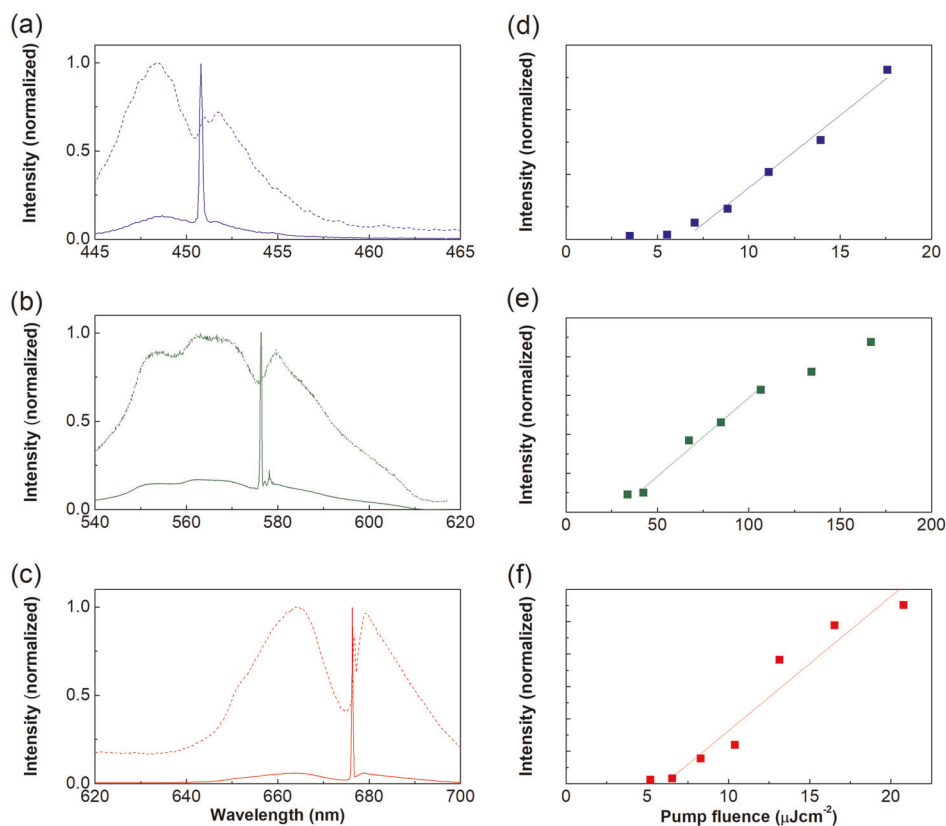 (a)
Intensity (normalized)
1.0
0.5
0.0
445 450 455 460 465
(d)
Intensity (normalized)
0 5 10 15 20
(b)
Intensity (normalized)
1.0
0.5
0.0
540 560 580 600 620
(e)
Intensity (normalized)
0 50 100 150 200
(c)
Intensity (normalized)
1.0
0.5
0.0
620 640 660 680 700
Wavelength (nm)
(f)
Intensity (normalized)
0 5 10 15 20
Pump fluence (μJcm⁻²)